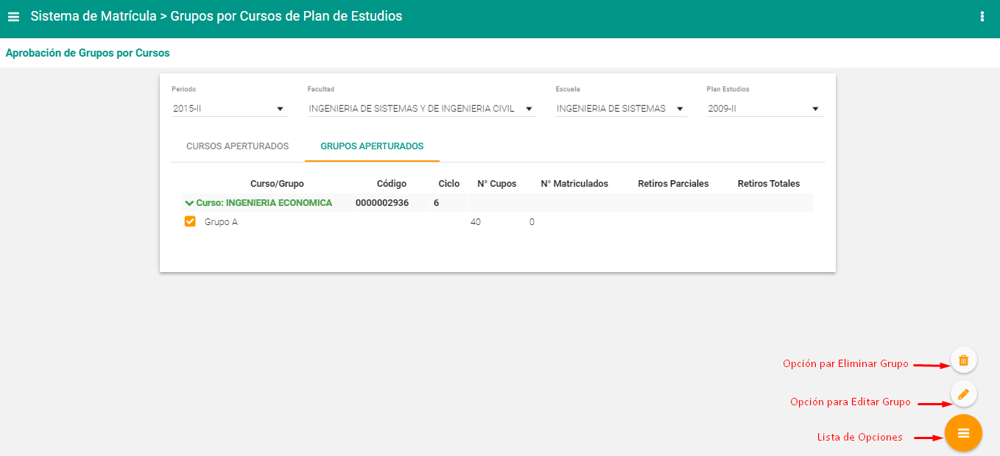 Sistema de Matrícula > Grupos por Cursos de Plan de Estudios
Aprobación de Grupos por Cursos
Periodo Facultad Escuela Plan Estudios
2015-II INGENIERIA DE SISTEMAS Y DE INGENIERIA CIVIL INGENIERIA DE SISTEMAS 2009-II
CURSOS APERTURADOS GRUPOS APERTURADOS
Curso/Grupo Código Ciclo N° Cupos N° Matriculados Retiros Parciales Retiros Totales
Curso: INGENIERIA ECONOMICA 0000002936 6
Grupo A 40 0
Opción par Eliminar Grupo
Opción para Editar Grupo
Lista de Opciones